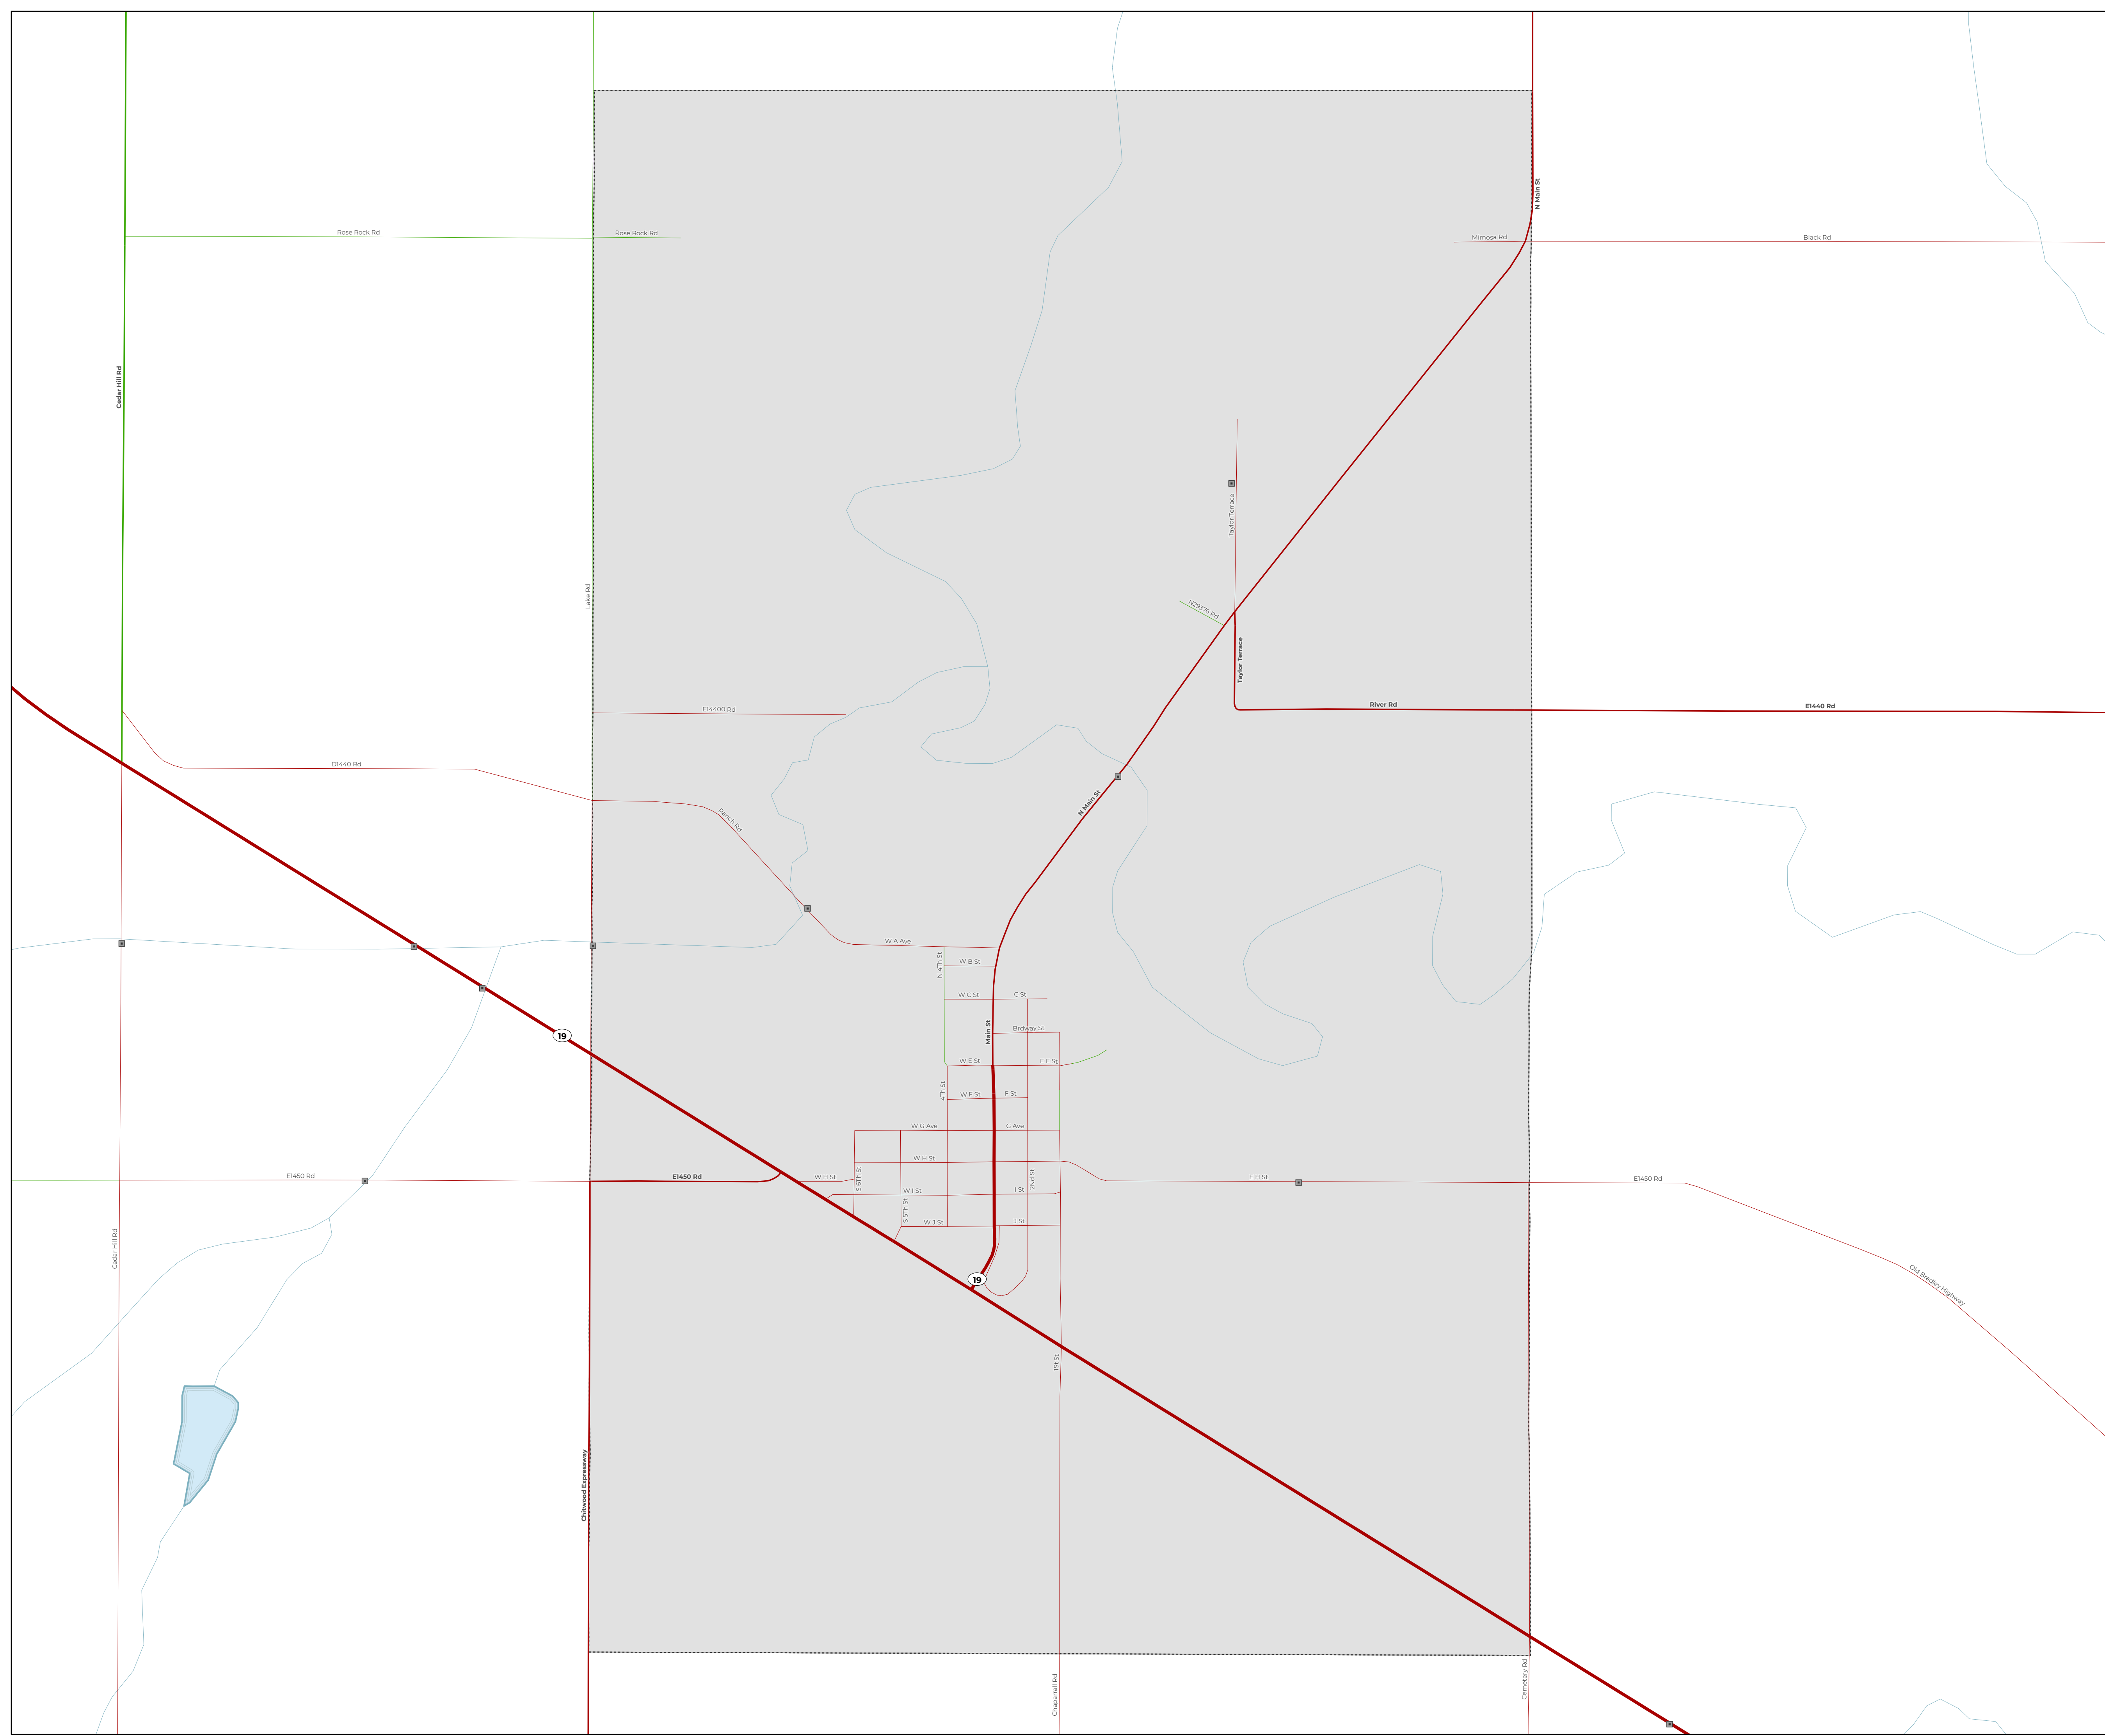 N Main St
Rose Rock Rd
Rose Rock Rd
Mimosa Rd
Black Rd
Cedar Hill Rd
Taylor Terrace
Lake Rd
N29376 Rd
Taylor Terrace
E14400 Rd
River Rd
E1440 Rd
D1440 Rd
N Main St
Ranch Rd
W A Ave
N 4Th St
W B St
W C St
C St
Main St
Brdway St
19
W E St
E E St
4Th St
W F St
F St
W G Ave
G Ave
W H St
E1450 Rd
E1450 Rd
W H St
S 6Th St
2Nd St
E H St
E1450 Rd
W I St
I St
S 5Th St
W J St
J St
Cedar Hill Rd
19
Old Bradley Highway
1St St
Chitwood Expressway
Chaparral Rd
Cemetery Rd